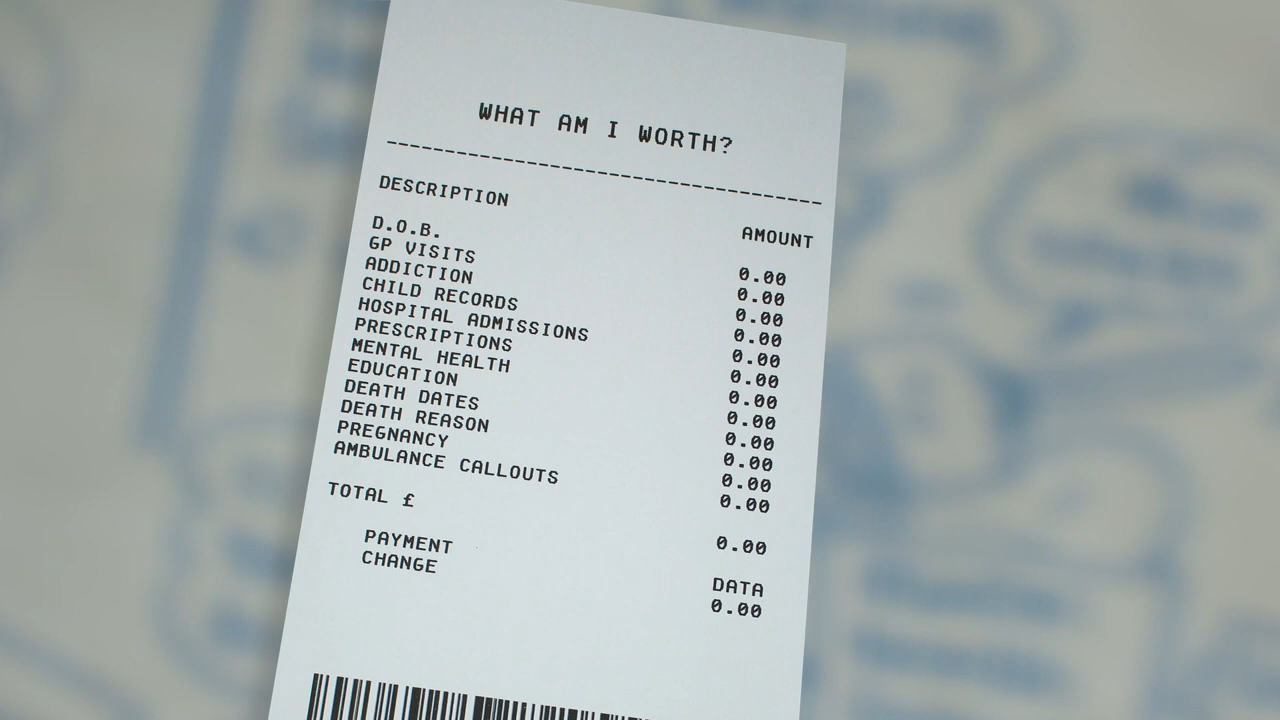 WHAT AM I WORTH?
DESCRIPTION AMOUNT
D.O.B. 0.00
GP VISITS 0.00
ADDICTION 0.00
CHILD RECORDS 0.00
HOSPITAL ADMISSIONS 0.00
PRESCRIPTIONS 0.00
MENTAL HEALTH 0.00
EDUCATION 0.00
DEATH DATES 0.00
DEATH REASON 0.00
PREGNANCY 0.00
AMBULANCE CALLOUTS 0.00
TOTAL £ 0.00
PAYMENT DATA
CHANGE 0.00